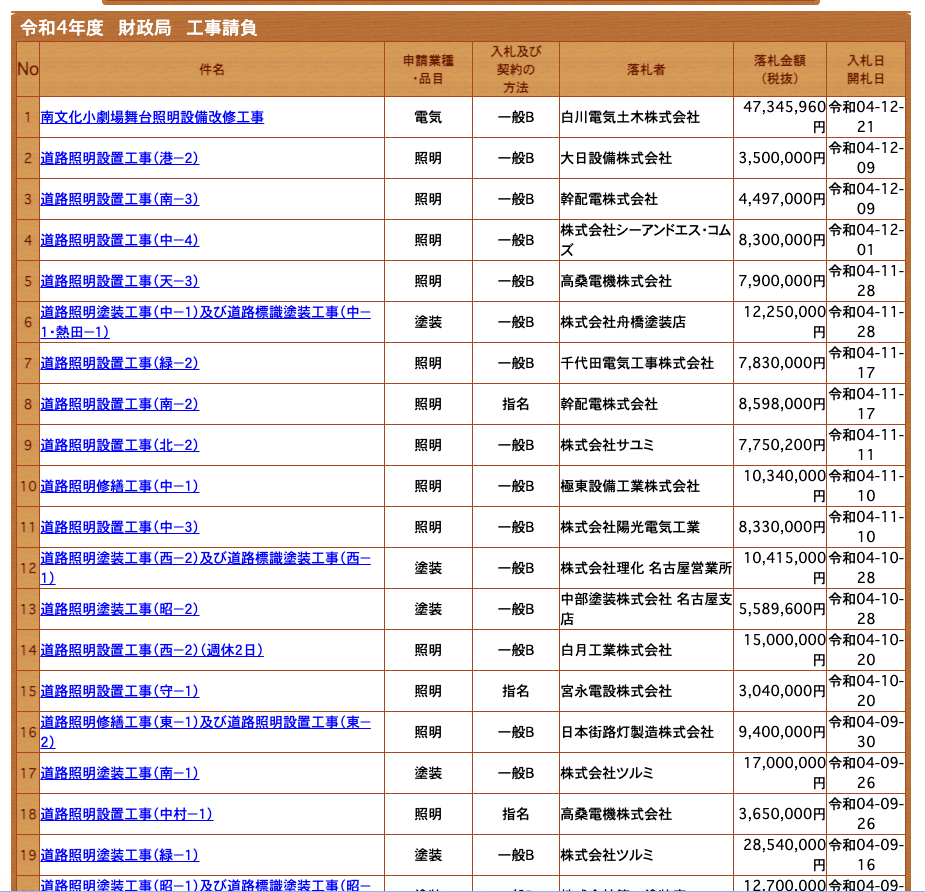 令和4年度 財政局 工事請負
No 件名 申請業種・品目 入札及び契約の方法 落札者 落札金額（税抜） 入札日 開札日
1 南文化小劇場舞台照明設備改修工事 電気 一般B 白川電気土木株式会社 47,345,960円 令和04-12-21
2 道路照明設置工事（港－2） 照明 一般B 大日設備株式会社 3,500,000円 令和04-12-09
3 道路照明設置工事（南－3） 照明 一般B 幹配電株式会社 4,497,000円 令和04-12-09
4 道路照明設置工事（中－4） 照明 一般B 株式会社シーアンドエス・コムズ 8,300,000円 令和04-12-01
5 道路照明設置工事（天－3） 照明 一般B 高桑電機株式会社 7,900,000円 令和04-11-28
6 道路照明塗装工事（中－1）及び道路標識塗装工事（中－1・熱田－1） 塗装 一般B 株式会社舟橋塗装店 12,250,000円 令和04-11-28
7 道路照明設置工事（緑－2） 照明 一般B 千代田電気工事株式会社 7,830,000円 令和04-11-17
8 道路照明設置工事（南－2） 照明 指名 幹配電株式会社 8,598,000円 令和04-11-17
9 道路照明設置工事（北－2） 照明 一般B 株式会社サユミ 7,750,200円 令和04-11-11
10 道路照明修繕工事（中－1） 照明 一般B 極東設備工業株式会社 10,340,000円 令和04-11-10
11 道路照明設置工事（中－3） 照明 一般B 株式会社陽光電気工業 8,330,000円 令和04-11-10
12 道路照明塗装工事（西－2）及び道路標識塗装工事（西－1） 塗装 一般B 株式会社理化 名古屋営業所 10,415,000円 令和04-10-28
13 道路照明塗装工事（昭－2） 塗装 一般B 中部塗装株式会社 名古屋支店 5,589,600円 令和04-10-28
14 道路照明設置工事（西－2）（週休2日） 照明 一般B 白月工業株式会社 15,000,000円 令和04-10-20
15 道路照明設置工事（守－1） 照明 指名 宮永電設株式会社 3,040,000円 令和04-10-20
16 道路照明修繕工事（東－1）及び道路照明設置工事（東－2） 照明 一般B 日本街路灯製造株式会社 9,400,000円 令和04-09-30
17 道路照明塗装工事（南－1） 塗装 一般B 株式会社ツルミ 17,000,000円 令和04-09-26
18 道路照明設置工事（中村－1） 照明 指名 高桑電機株式会社 3,650,000円 令和04-09-26
19 道路照明塗装工事（緑－1） 塗装 一般B 株式会社ツルミ 28,540,000円 令和04-09-16
道路照明塗装工事（昭－1）及び道路標識塗装工事（昭－ 12,700,000 令和04-09-